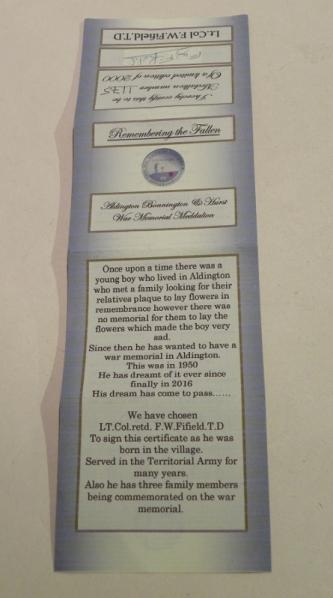 I hereby certify this to be
Medallion number
Of a limited edition of 2000
Lt.Col F.W.Fifield.T.D
Remembering the Fallen
Aldington Bonnington & Hurst
War Memorial Meddalion
Once upon a time there was a
young boy who lived in Aldington
who met a family looking for their
relatives plaque to lay flowers in
remembrance however there was
no memorial for them to lay the
flowers which made the boy very
sad.
Since then he has wanted to have a
war memorial in Aldington.
This was in 1950
He has dreamt of it ever since
finally in 2016
His dream has come to pass......
We have chosen
LT.Col.retd. F.W.Fifield.T.D
To sign this certificate as he was
born in the village.
Served in the Territorial Army for
many years.
Also he has three family members
being commemorated on the war
memorial.